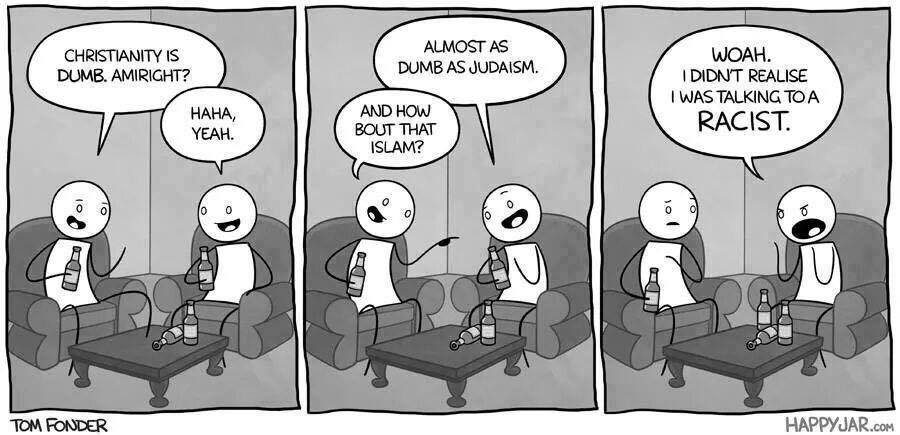 CHRISTIANITY IS
DUMB. AMIRIGHT?
HAHA,
YEAH.
ALMOST AS
DUMB AS JUDAISM.
AND HOW
BOUT THAT
ISLAM?
WOAH.
I DIDN'T REALISE
I WAS TALKING TO A
RACIST.
TOM FONDER
HAPPYJAR.COM